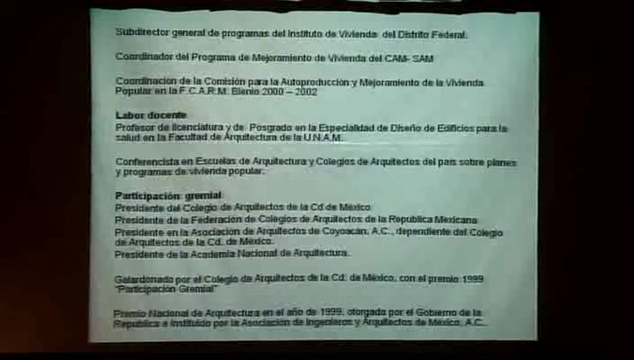 Subdirector general de programas del Instituto de Vivienda del Distrito Federal.
Coordinador del Programa de Mejoramiento de Vivienda del CAM- SAM
Coordinación de la Comisión para la Autoproducción y Mejoramiento de la Vivienda
Popular en la F.C.A.R.M. Bienio 2000 – 2002
Labor docente
Profesor de licenciatura y de Posgrado en la Especialidad de Diseño de Edificios para la
salud en la Facultad de Arquitectura de la U.N.A.M.
Conferencista en Escuelas de Arquitectura y Colegios de Arquitectos del país sobre planes
y programas de vivienda popular.
Participación gremial
Presidente del Colegio de Arquitectos de la Cd de México
Presidente de la Federación de Colegios de Arquitectos de la Republica Mexicana
Presidente en la Asociación de Arquitectos de Coyoacán, A.C., dependiente del Colegio
de Arquitectos de la Cd. de México.
Presidente de la Academia Nacional de Arquitectura.
Galardonado por el Colegio de Arquitectos de la Cd. de México, con el premio 1999
"Participación Gremial"
Premio Nacional de Arquitectura en el año de 1999, otorgado por el Gobierno de la
Republica e instituido por la Asociación de Ingenieros y Arquitectos de México, A.C.